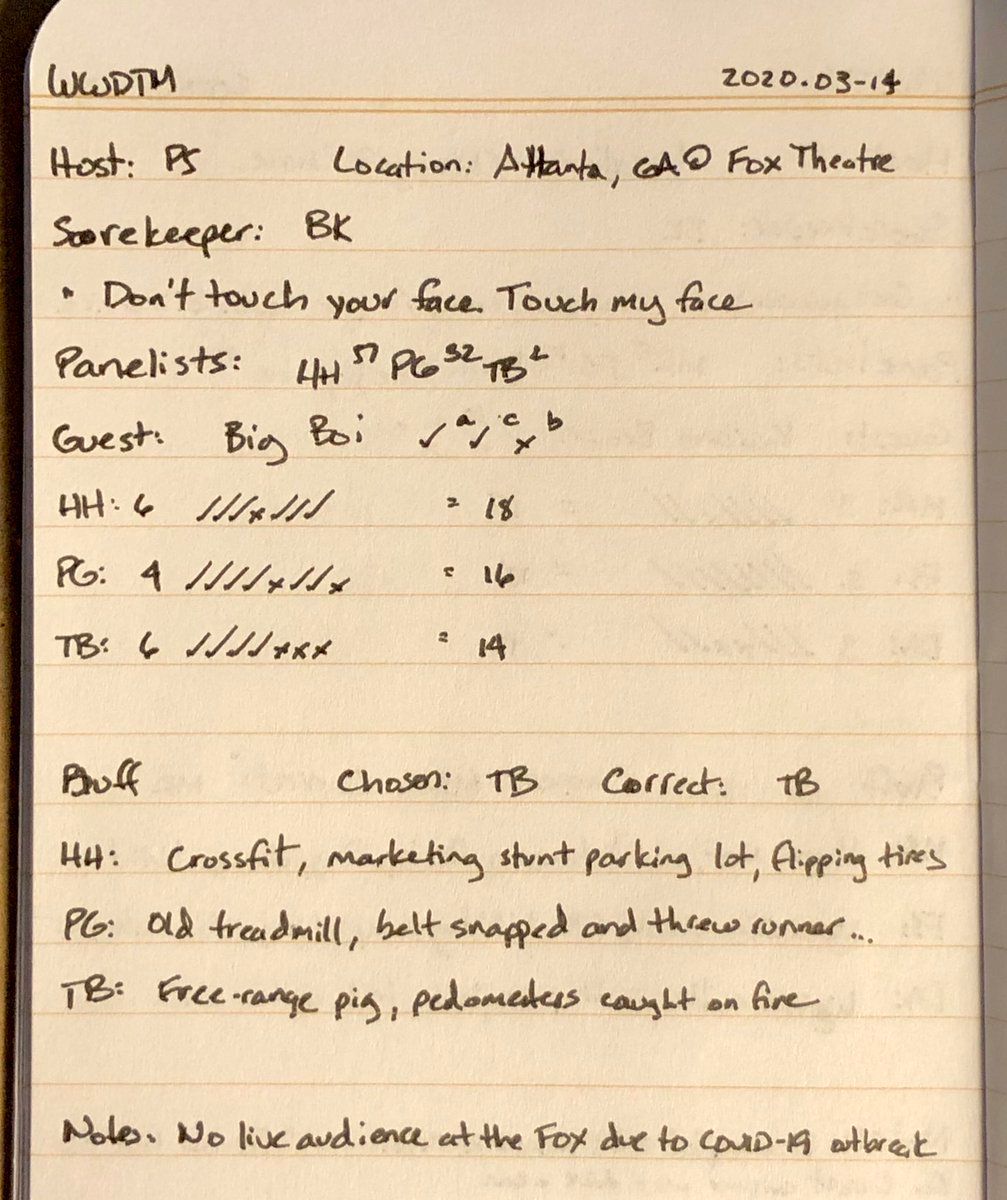 WWDTM 2020.03-14
Host: PS Location: Atlanta, GA @ Fox Theatre
Scorekeeper: BK
• Don't touch your face. Touch my face
Panelists: HH 57 PG 52 TB 2
Guest: Big Boi ✓ a ✓ c x b
HH: 6 ✓✓✓x✓✓✓ = 18
PG: 4 ✓✓✓✓x✓✓x = 16
TB: 6 ✓✓✓✓xxx = 14
Bluff Chosen: TB Correct: TB
HH: Crossfit, marketing stunt parking lot, flipping tires
PG: Old treadmill, belt snapped and threw runner...
TB: Free-range pig, pedometers caught on fire
Notes. No live audience at the Fox due to COVID-19 outbreak